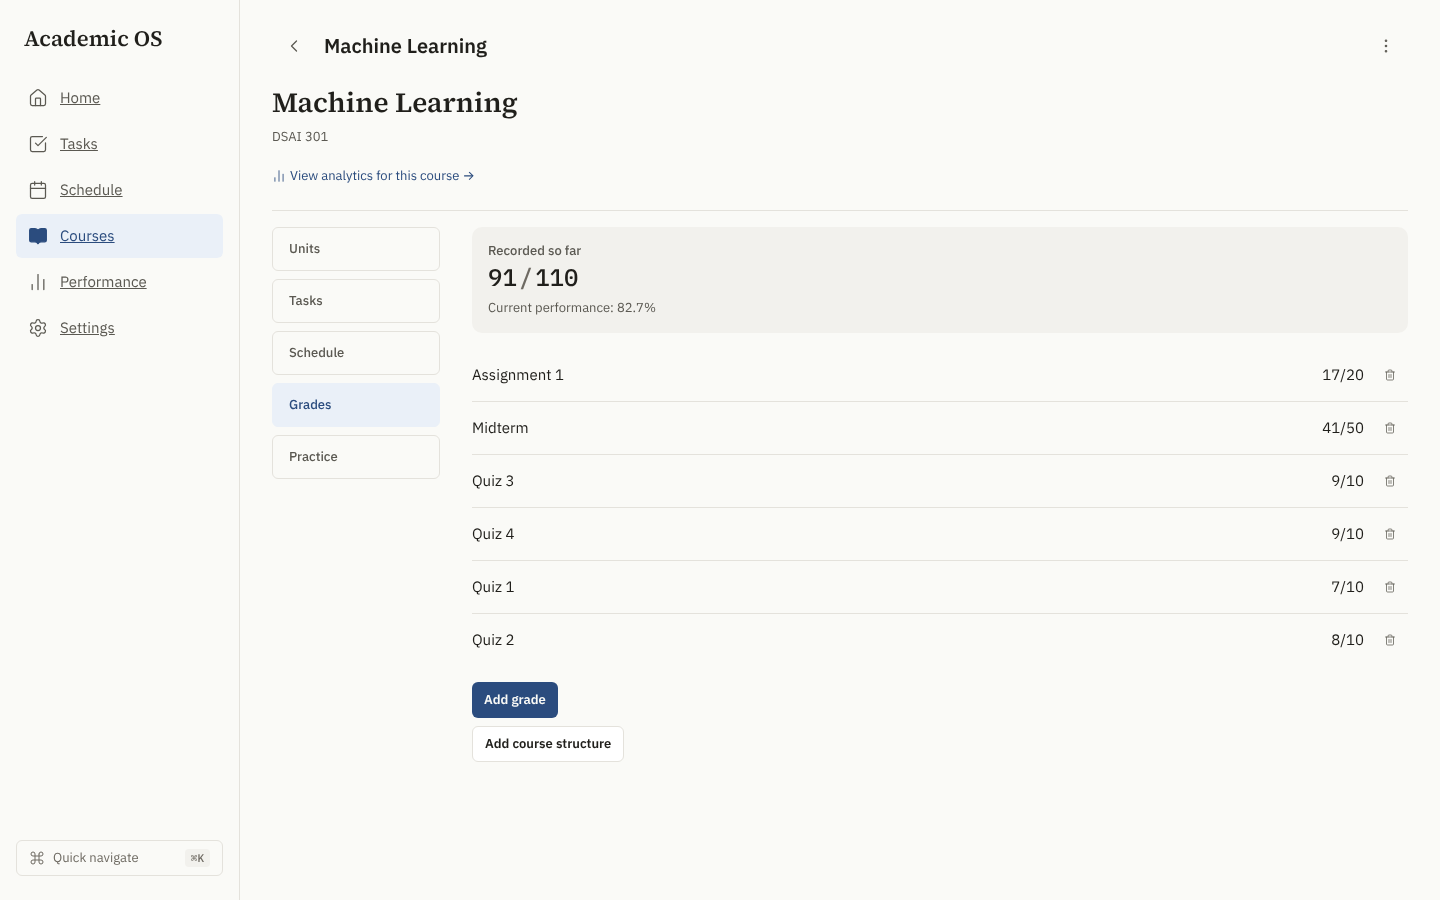 Academic OS
Home
Tasks
Schedule
Courses
Performance
Settings
Quick navigate ⌘K
Machine Learning
Machine Learning
DSAI 301
View analytics for this course →
Units
Tasks
Schedule
Grades
Practice
Recorded so far
91/110
Current performance: 82.7%
Assignment 1 17/20
Midterm 41/50
Quiz 3 9/10
Quiz 4 9/10
Quiz 1 7/10
Quiz 2 8/10
Add grade
Add course structure